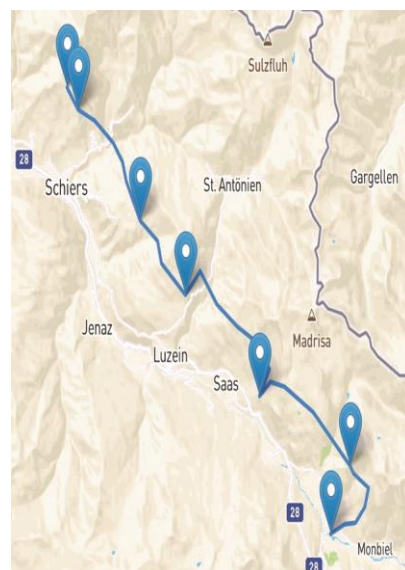 Sulzfluh
28
Schiers
St. Antönien
Gargellen
Jenaz
Madrisa
Luzein
Saas
28
Monbiel
28